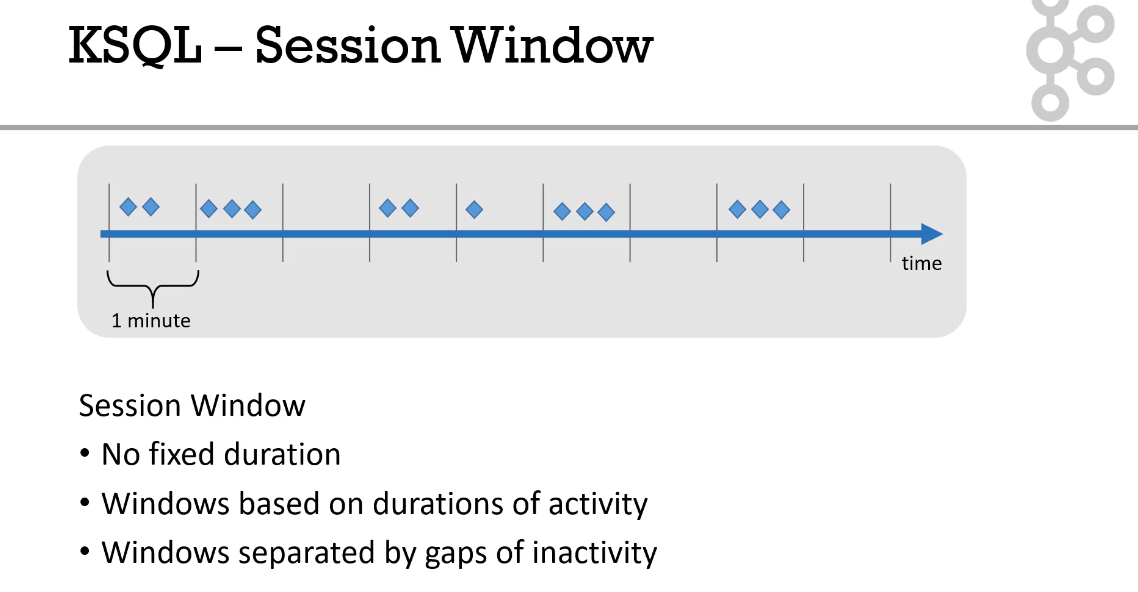 KSQL – Session Window
time
1 minute
Session Window
• No fixed duration
• Windows based on durations of activity
• Windows separated by gaps of inactivity